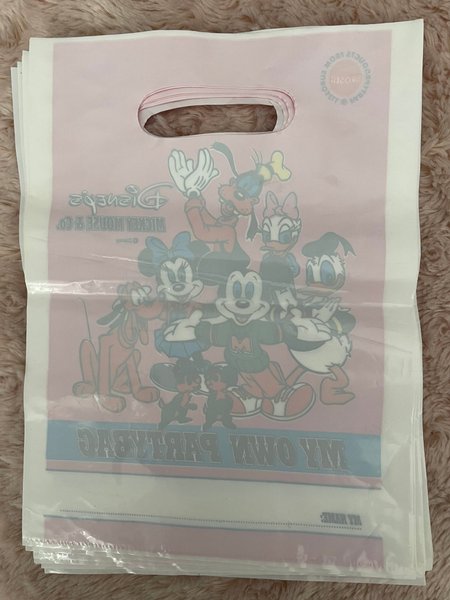 Disney's
MICKEY MOUSE & Co.
M
MY OWN PARTYBAG
MY NAME: